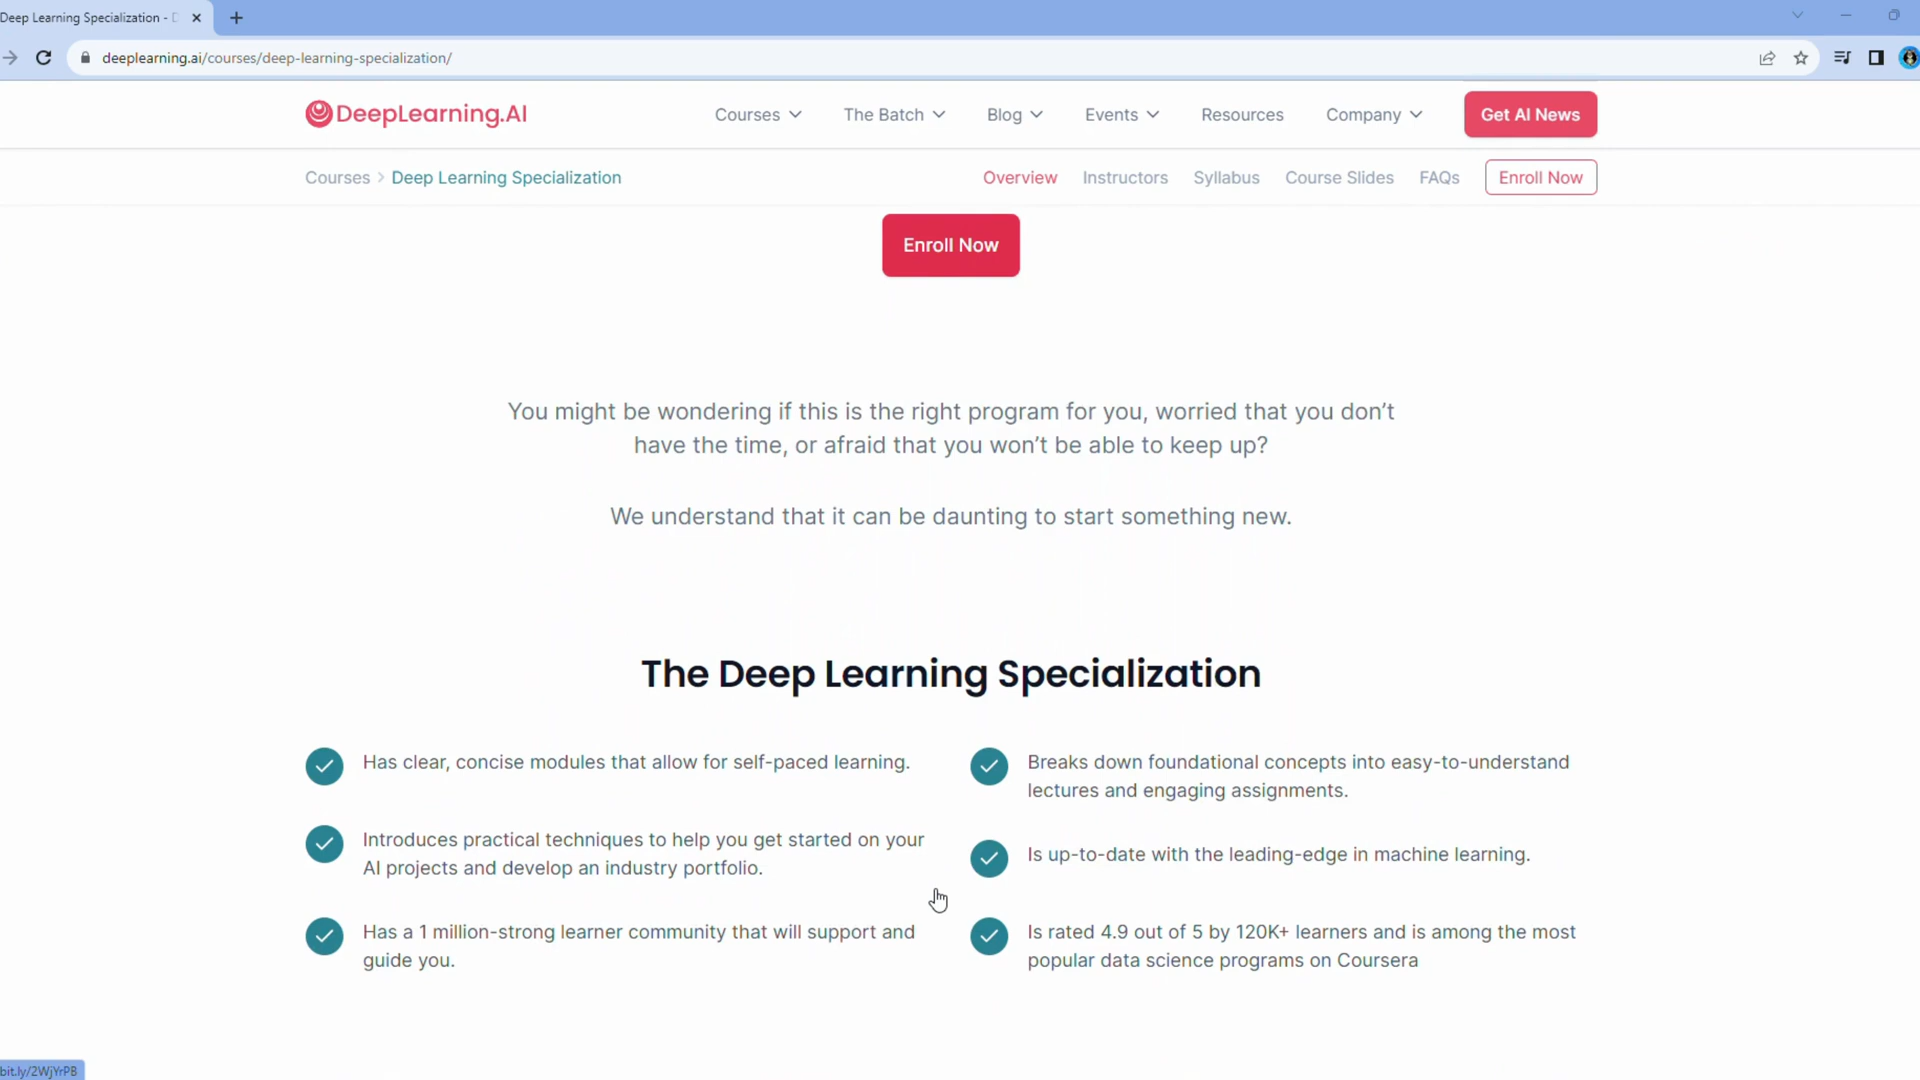 Deep Learning Specialization -
deeplearning.ai/courses/deep-learning-specialization/
DeepLearning.AI
Courses
The Batch
Blog
Events
Resources
Company
Get AI News
Courses > Deep Learning Specialization
Overview
Instructors
Syllabus
Course Slides
FAQs
Enroll Now
Enroll Now
You might be wondering if this is the right program for you, worried that you don't
have the time, or afraid that you won't be able to keep up?
We understand that it can be daunting to start something new.
The Deep Learning Specialization
Has clear, concise modules that allow for self-paced learning.
Introduces practical techniques to help you get started on your
AI projects and develop an industry portfolio.
Has a 1 million-strong learner community that will support and
guide you.
Breaks down foundational concepts into easy-to-understand
lectures and engaging assignments.
Is up-to-date with the leading-edge in machine learning.
Is rated 4.9 out of 5 by 120K+ learners and is among the most
popular data science programs on Coursera
bit.ly/2WjYrPB